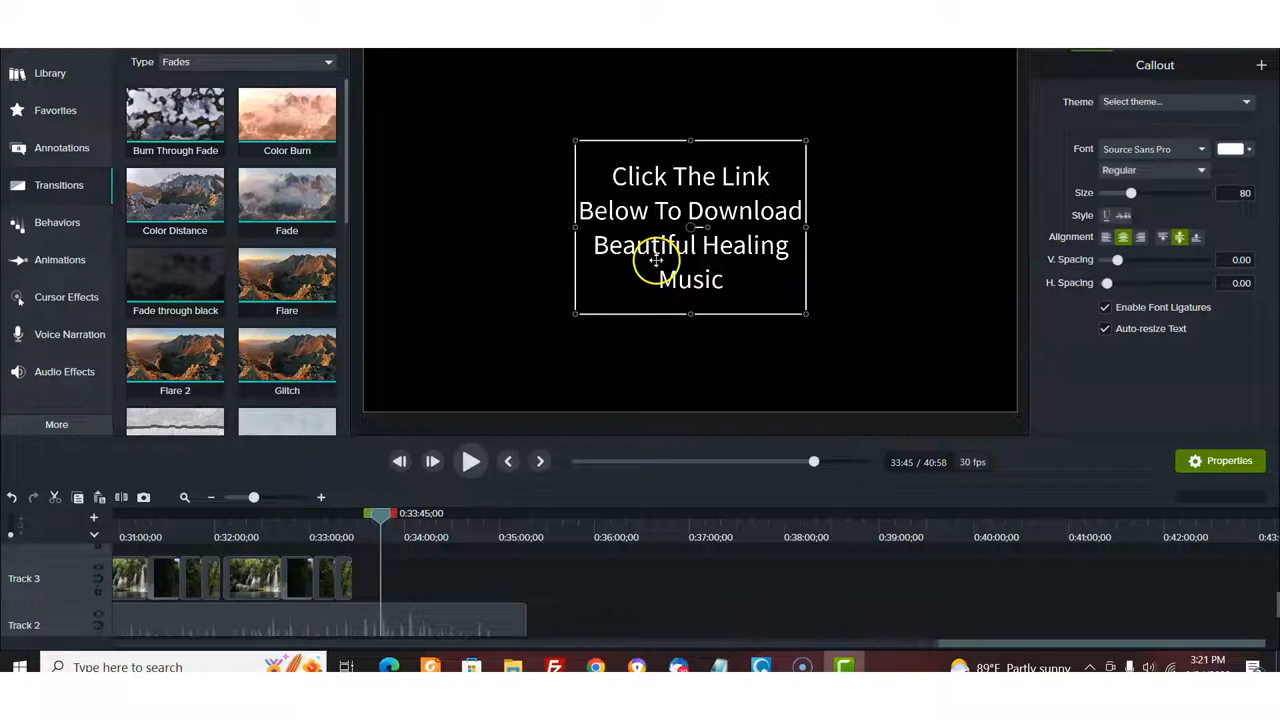 Library
Favorites
Annotations
Transitions
Behaviors
Animations
Cursor Effects
Voice Narration
Audio Effects
More
Type Fades
Burn Through Fade
Color Burn
Color Distance
Fade
Fade through black
Flare
Flare 2
Glitch
Click The Link
Below To Download
Beautiful Healing
Music
Callout
Theme Select theme...
Font Source Sans Pro
Regular
Size 80
Style U AB
Alignment
V. Spacing 0.00
H. Spacing 0.00
Enable Font Ligatures
Auto-resize Text
33:45 / 40:58 30 fps
Properties
0:33:45;00
0:31:00;00 0:32:00;00 0:33:00;00 0:34:00;00 0:35:00;00 0:36:00;00 0:37:00;00 0:38:00;00 0:39:00;00 0:40:00;00 0:41:00;00 0:42:00;00 0:43:
Track 3
Track 2
Type here to search
89°F Partly sunny
3:21 PM